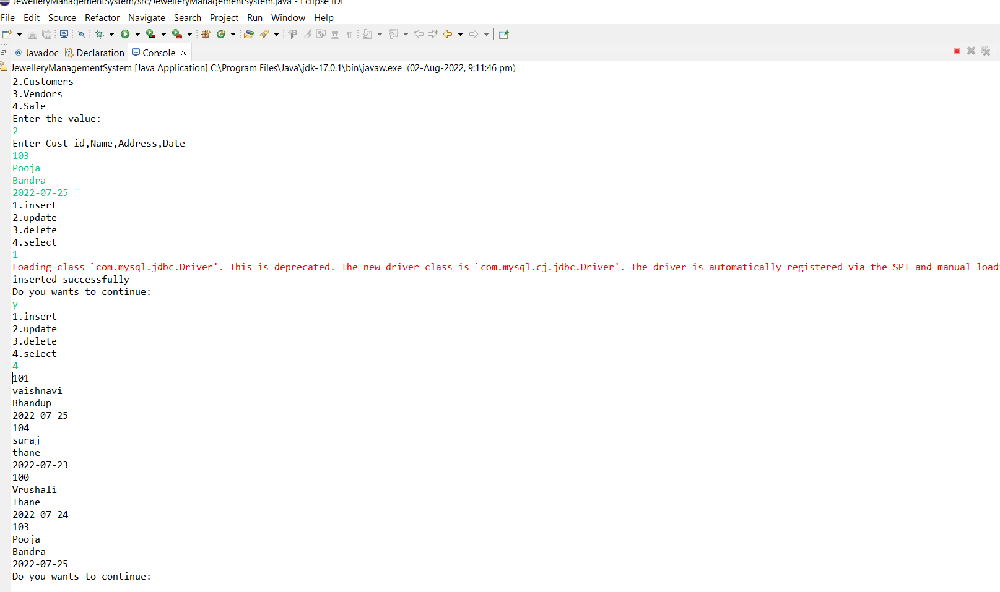 JewelleryManagementSystem/src/JewelleryManagementSystem.java - Eclipse IDE
File Edit Source Refactor Navigate Search Project Run Window Help
@ Javadoc Declaration Console
JewelleryManagementSystem [Java Application] C:\Program Files\Java\jdk-17.0.1\bin\javaw.exe (02-Aug-2022, 9:11:46 pm)
2.Customers
3.Vendors
4.Sale
Enter the value:
2
Enter Cust_id,Name,Address,Date
103
Pooja
Bandra
2022-07-25
1.insert
2.update
3.delete
4.select
1
Loading class `com.mysql.jdbc.Driver'. This is deprecated. The new driver class is `com.mysql.cj.jdbc.Driver'. The driver is automatically registered via the SPI and manual loadi
inserted successfully
Do you wants to continue:
y
1.insert
2.update
3.delete
4.select
4
101
vaishnavi
Bhandup
2022-07-25
104
suraj
thane
2022-07-23
100
Vrushali
Thane
2022-07-24
103
Pooja
Bandra
2022-07-25
Do you wants to continue: